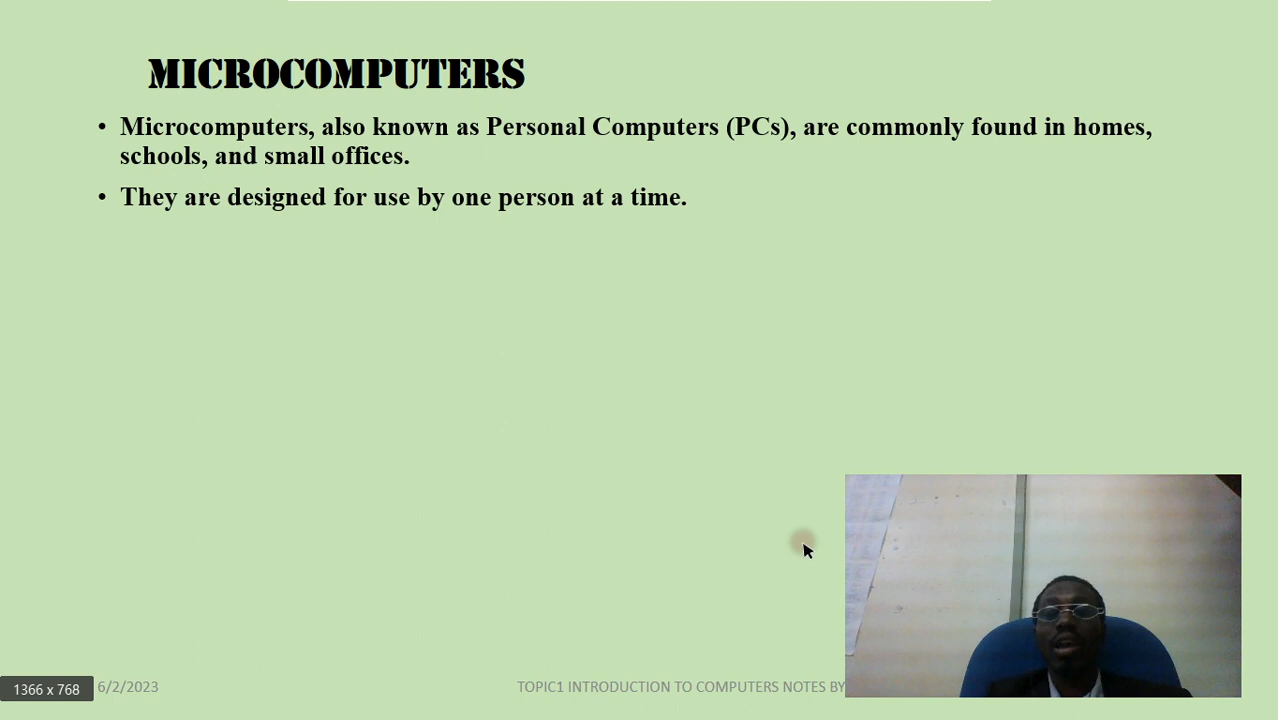 MICROCOMPUTERS
• Microcomputers, also known as Personal Computers (PCs), are commonly found in homes,
schools, and small offices.
• They are designed for use by one person at a time.
1366 x 768
6/2/2023
TOPIC1 INTRODUCTION TO COMPUTERS NOTES BY